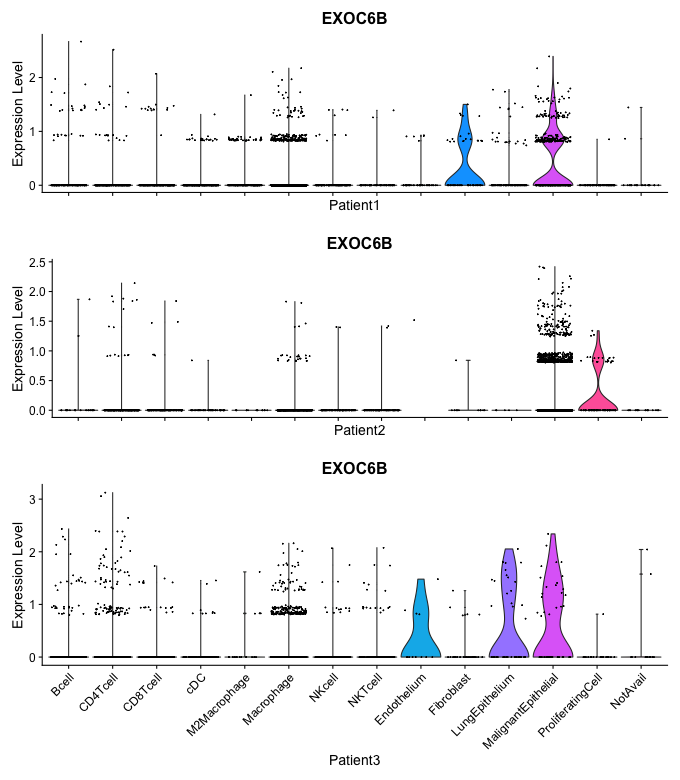 EXOC6B
Expression Level
2
1
0
Patient1
EXOC6B
Expression Level
2.5
2.0
1.5
1.0
0.5
0.0
Patient2
EXOC6B
Expression Level
3
2
1
0
Bcell
CD4Tcell
CD8Tcell
cDC
M2Macrophage
Macrophage
NKcell
NKTcell
Endothelium
Fibroblast
LungEpithelium
MalignantEpithelial
ProliferatingCell
NotAvail
Patient3